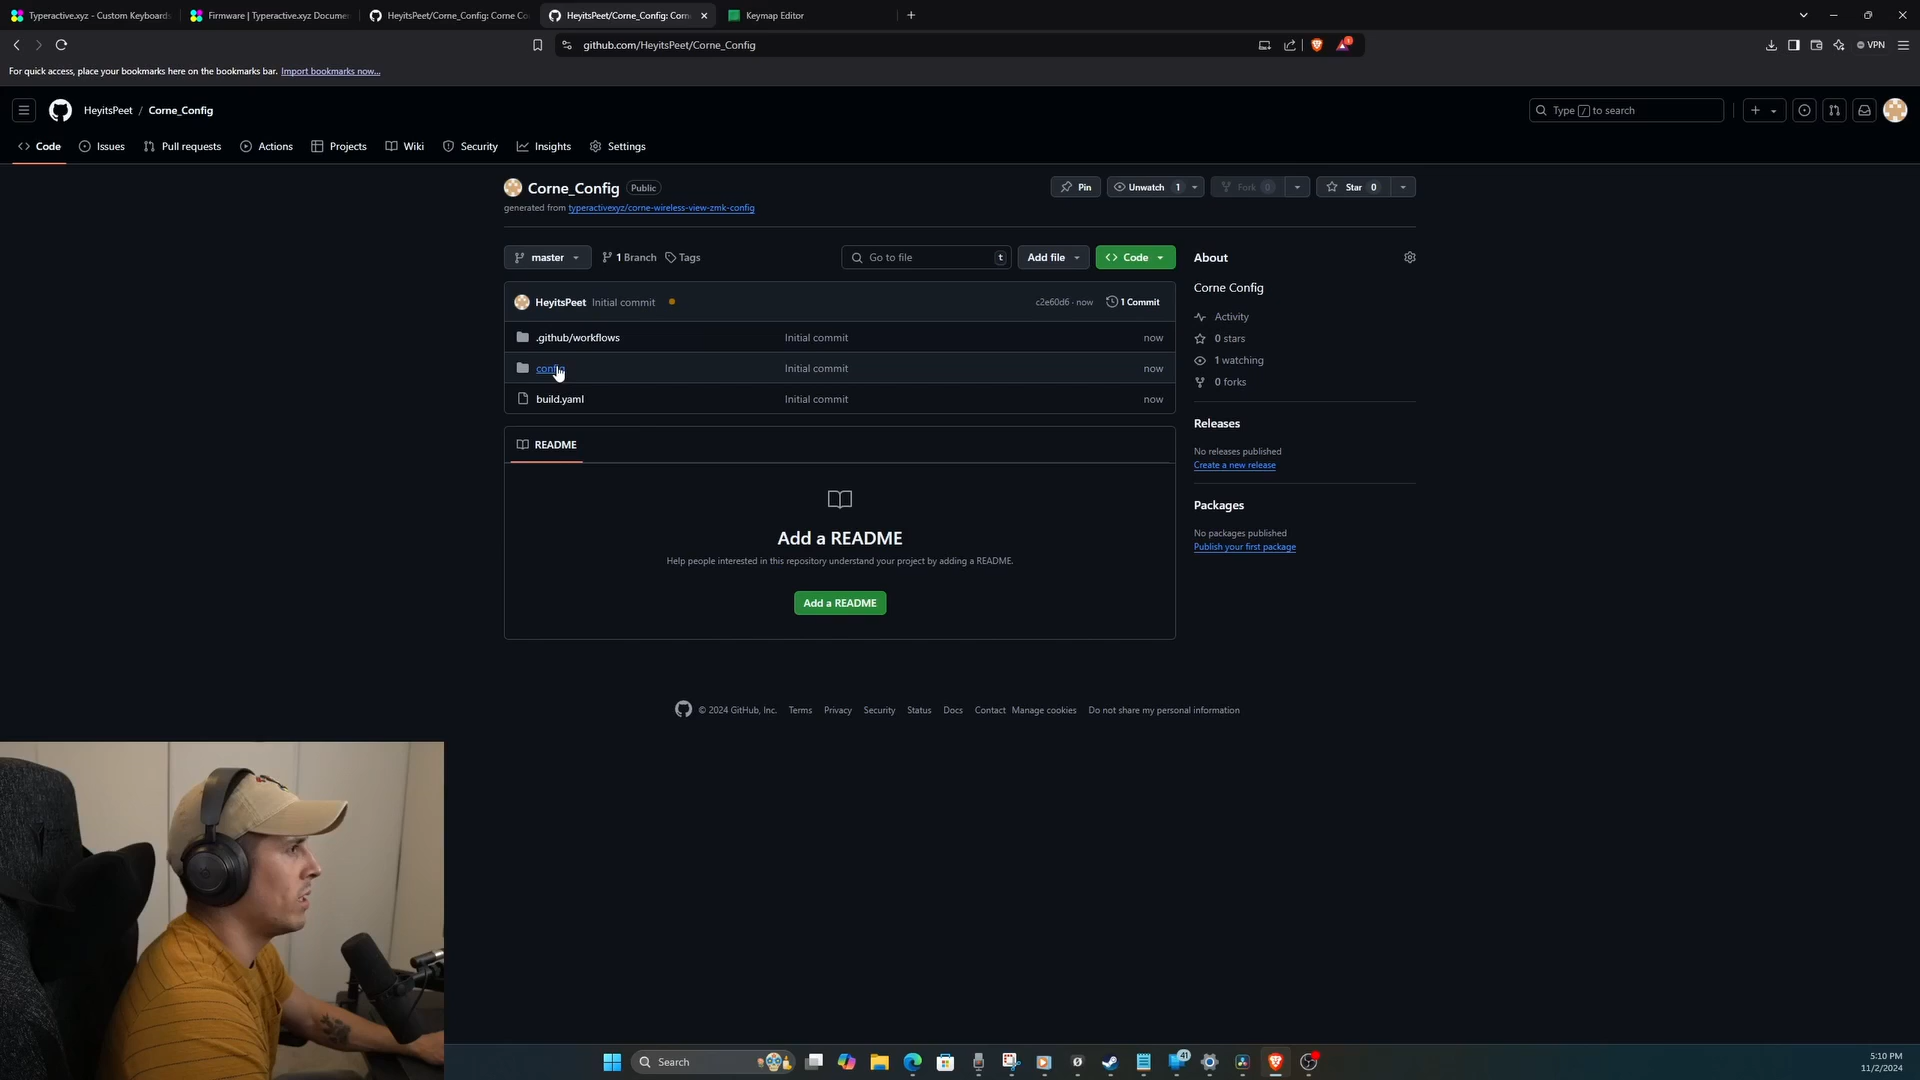 Typeractive.xyz - Custom Keyboards
Firmware | Typeractive.xyz Documen
HeyitsPeet/Corne_Config: Corne Co
HeyitsPeet/Corne_Config: Corn
Keymap Editor
github.com/HeyitsPeet/Corne_Config
1
VPN
For quick access, place your bookmarks here on the bookmarks bar. Import bookmarks now...
HeyitsPeet / Corne_Config
Type / to search
Code
Issues
Pull requests
Actions
Projects
Wiki
Security
Insights
Settings
Corne_Config
Public
Pin
Unwatch 1
Fork 0
Star 0
generated from typeractivexyz/corne-wireless-view-zmk-config
master
1 Branch
Tags
Go to file
t
Add file
Code
About
Corne Config
HeyitsPeet Initial commit
c2e60d6 · now
1 Commit
.github/workflows Initial commit now
config Initial commit now
build.yaml Initial commit now
Activity
0 stars
1 watching
0 forks
Releases
No releases published
Create a new release
Packages
No packages published
Publish your first package
README
Add a README
Help people interested in this repository understand your project by adding a README.
Add a README
© 2024 GitHub, Inc. Terms Privacy Security Status Docs Contact Manage cookies Do not share my personal information
Search
41
5:10 PM
11/2/2024